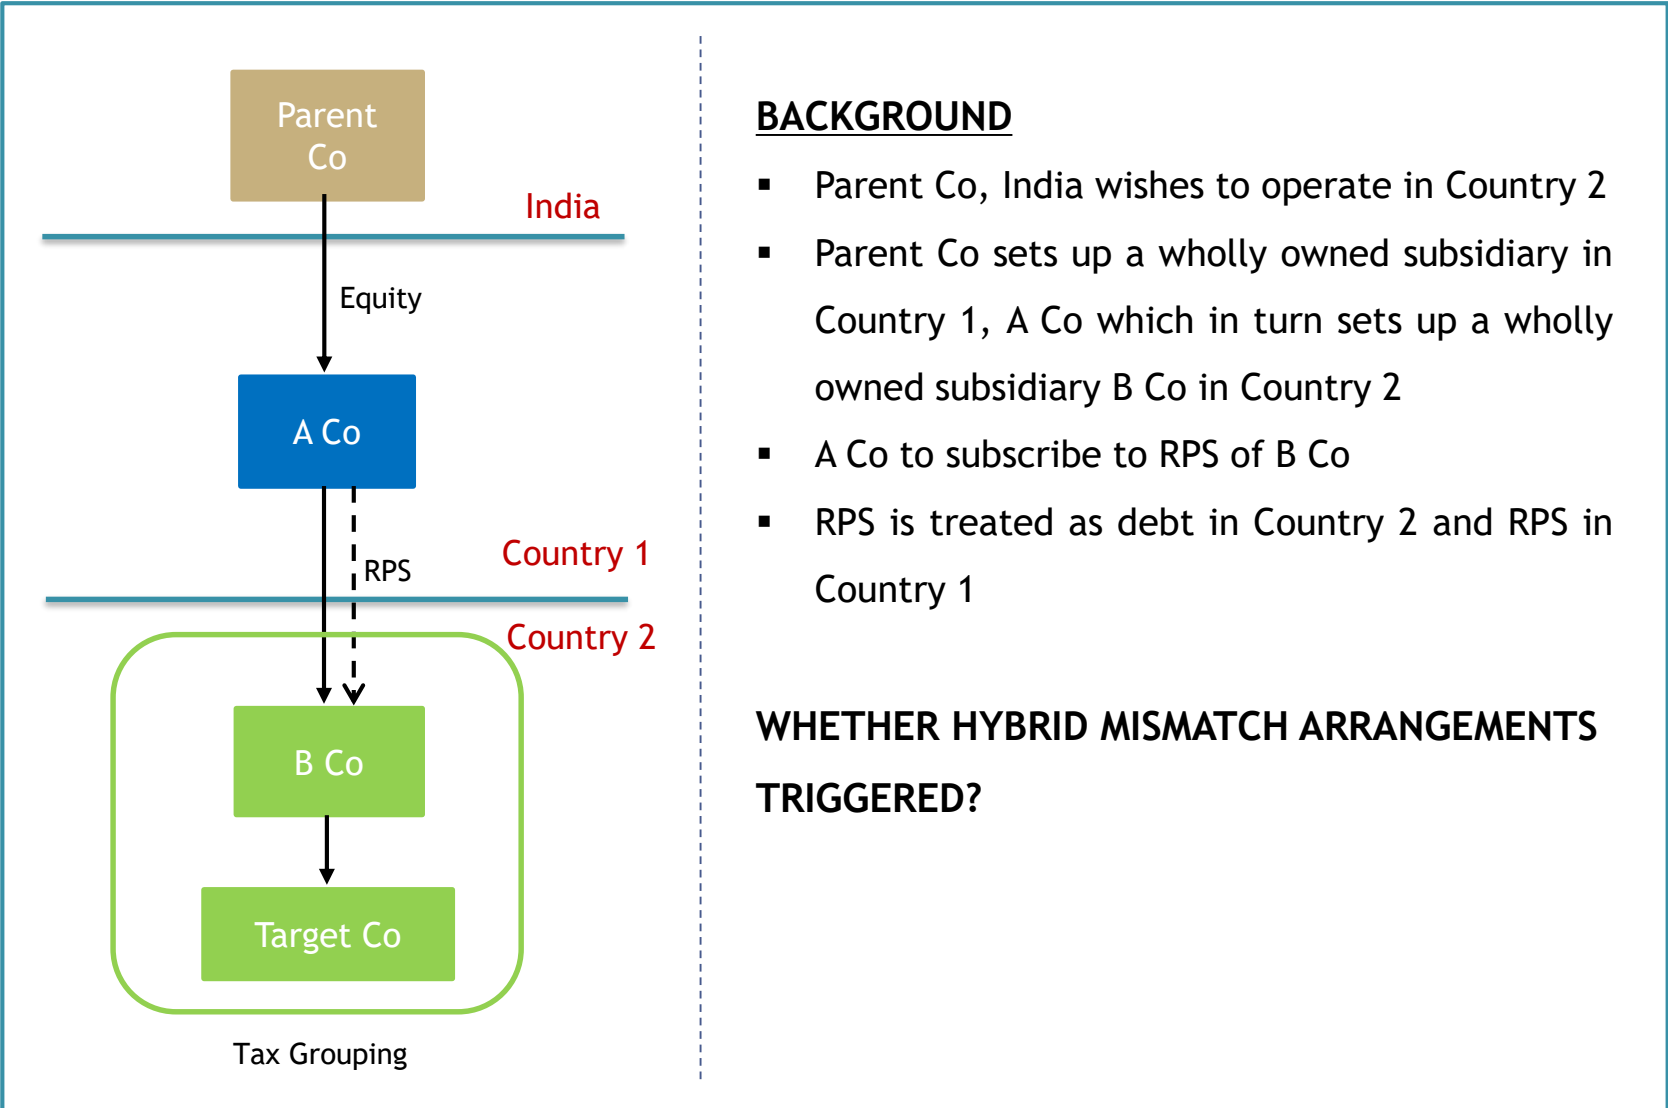 Parent
Co
India
Equity
A Co
Country 1
RPS
Country 2
B Co
Target Co
Tax Grouping
BACKGROUND
▪ Parent Co, India wishes to operate in Country 2
▪ Parent Co sets up a wholly owned subsidiary in
Country 1, A Co which in turn sets up a wholly
owned subsidiary B Co in Country 2
▪ A Co to subscribe to RPS of B Co
▪ RPS is treated as debt in Country 2 and RPS in
Country 1
WHETHER HYBRID MISMATCH ARRANGEMENTS
TRIGGERED?